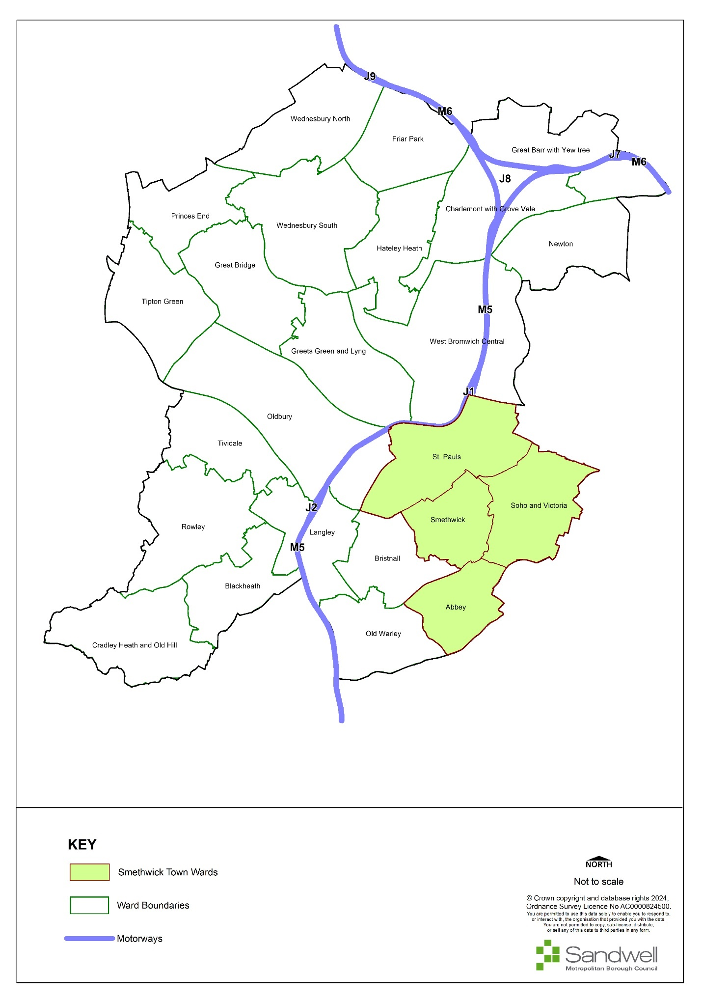 J9
M6
Wednesbury North
Friar Park
Great Barr with Yew tree
J7
M6
J8
Charlemont with Grove Vale
Princes End
Wednesbury South
Newton
Hateley Heath
Great Bridge
Tipton Green
M5
West Bromwich Central
Greets Green and Lyng
J1
Oldbury
Tividale
St. Pauls
J2
Soho and Victoria
Smethwick
Rowley
Langley
M5
Bristnall
Blackheath
Abbey
Old Warley
Cradley Heath and Old Hill
KEY
Smethwick Town Wards
Ward Boundaries
Motorways
NORTH
Not to scale
© Crown copyright and database rights 2024,
Ordnance Survey Licence No AC0000824500.
You are permitted to use this data solely to enable you to respond to,
or interact with, the organisation that provided you with the data.
You are not permitted to copy, sub-license, distribute,
or sell any of this data to third parties in any form.
Sandwell
Metropolitan Borough Council